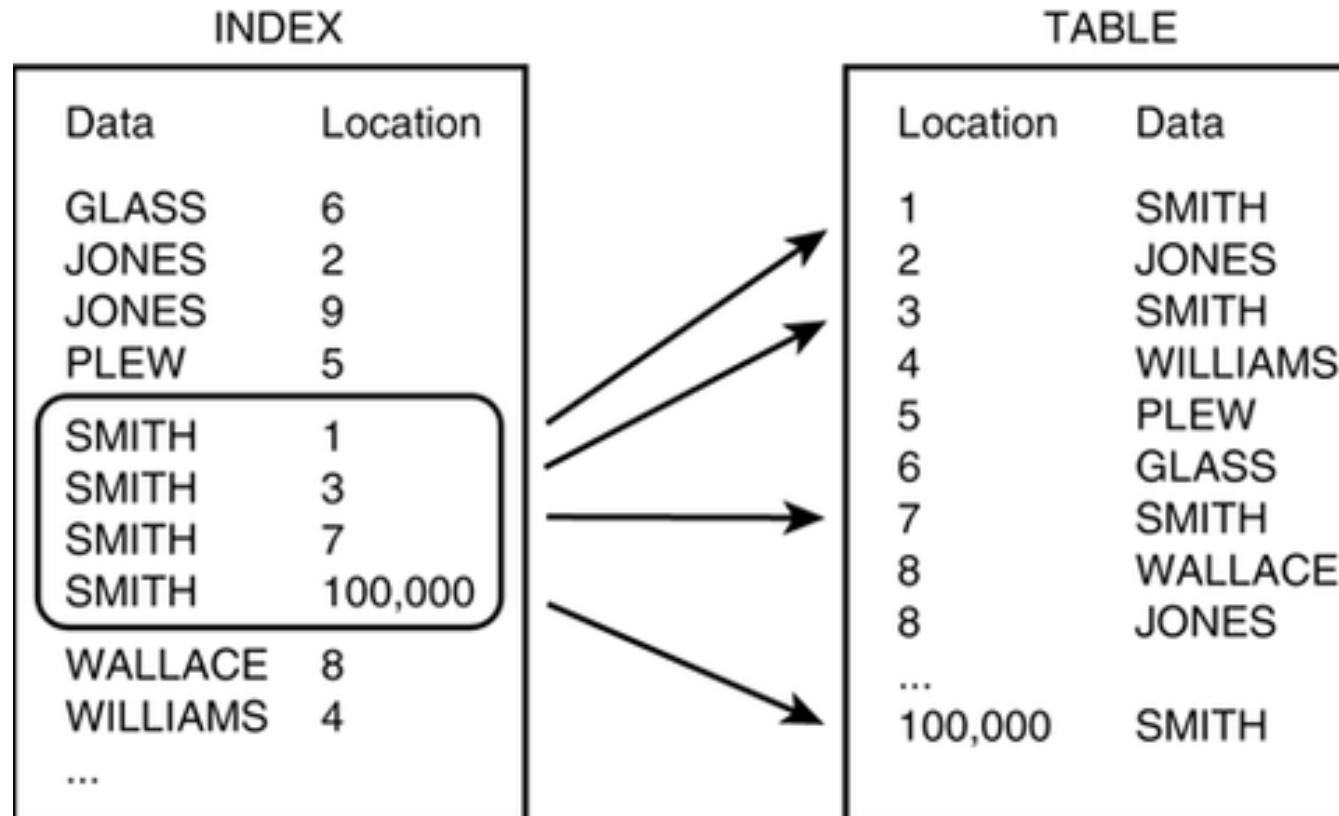 INDEX
Data Location
GLASS 6
JONES 2
JONES 9
PLEW 5
SMITH 1
SMITH 3
SMITH 7
SMITH 100,000
WALLACE 8
WILLIAMS 4
...
TABLE
Location Data
1 SMITH
2 JONES
3 SMITH
4 WILLIAMS
5 PLEW
6 GLASS
7 SMITH
8 WALLACE
8 JONES
...
100,000 SMITH